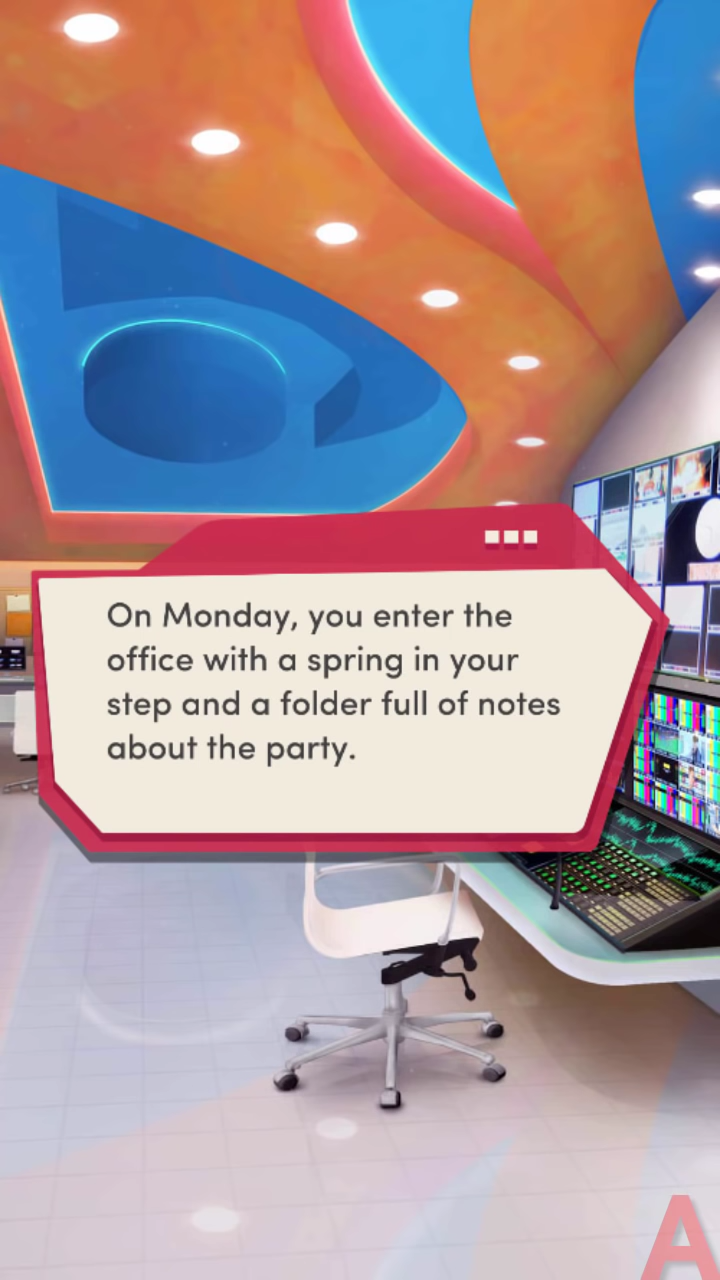 On Monday, you enter the
office with a spring in your
step and a folder full of notes
about the party.
A